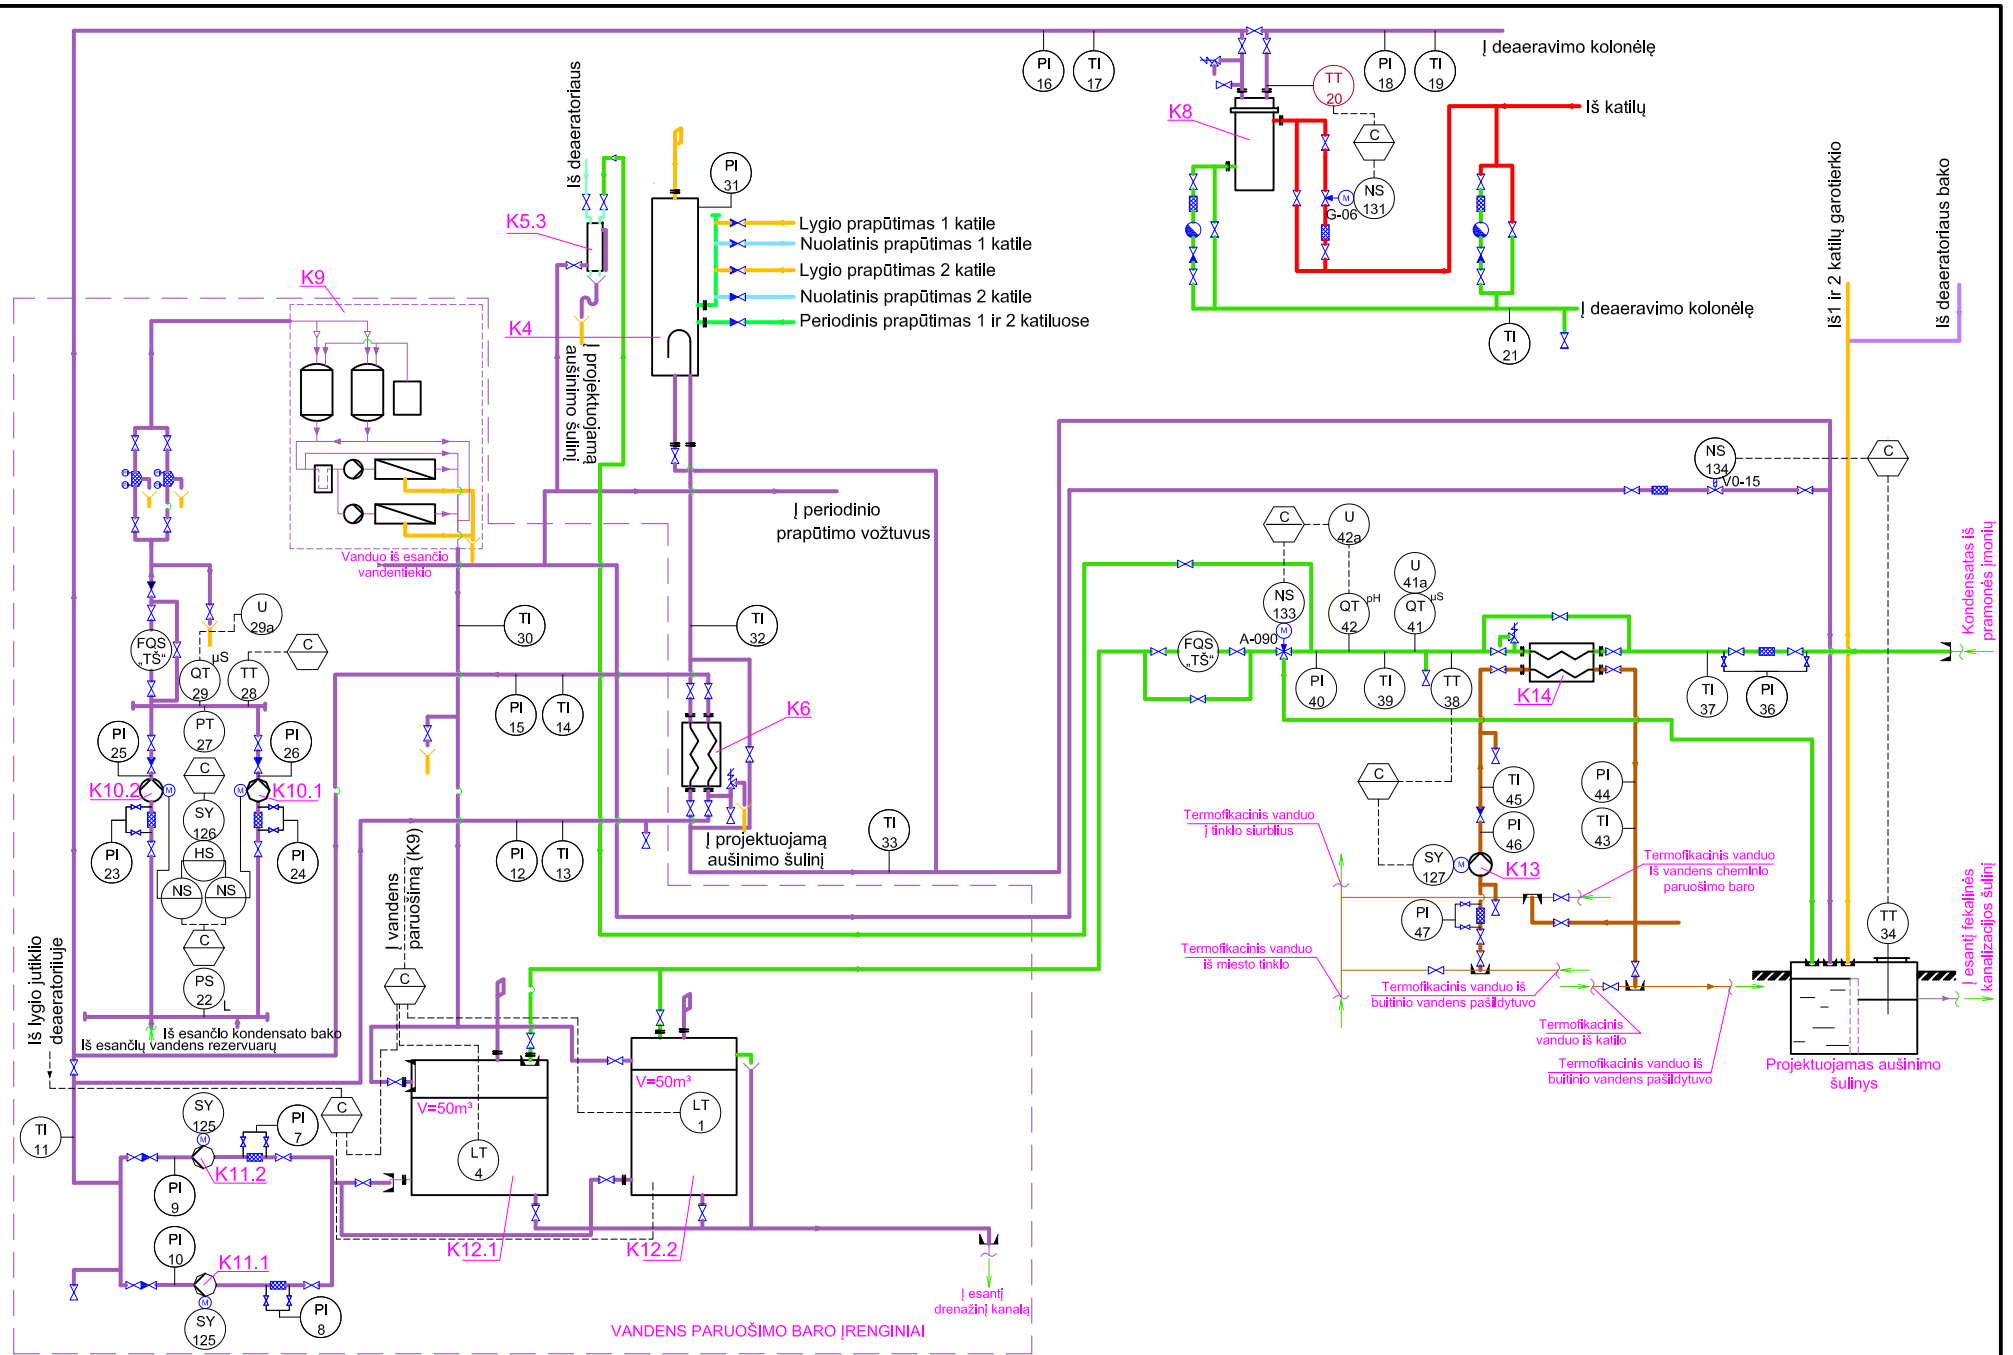 Į deaeravimo kolonėlę
PI
16
TI
17
PI
18
TI
19
TT
20
K8
C
NS
131
G-06
Iš katilų
Į deaeravimo kolonėlę
TI
21
Iš deaeratoriaus
K5.3
PI
31
Lygio prapūtimas 1 katile
Nuolatinis prapūtimas 1 katile
Lygio prapūtimas 2 katile
Nuolatinis prapūtimas 2 katile
Periodinis prapūtimas 1 ir 2 katiluose
K4
Į projektuojamą
aušinimo šulinį
K9
Iš1 ir 2 katilų garotierkio
Iš deaeratoriaus bako
Vanduo iš esančio
vandentiekio
Į periodinio
prapūtimo vožtuvus
NS
134
V0-15
C
C
U
42a
U
41a
NS
133
QT
42
pH
QT
41
µS
A-090
M
FQS
„TŠ“
PI
40
TI
39
TT
38
K14
TI
37
PI
36
Kondensatas iš
pramonės įmonių
FQS
„TŠ“
U
29a
µS
QT
29
TT
28
C
TI
30
TI
32
PI
15
TI
14
K6
PI
25
PT
27
PI
26
K10.2
M
C
M
K10.1
SY
126
HS
NS
NS
PI
23
PI
24
C
PS
22
L
Iš esančio kondensato bako
Iš esančių vandens rezervuarų
Iš lygio jutiklio
deaeratoriiuje
PI
12
TI
13
Į projektuojamą
aušinimo šulinį
TI
33
Į vandens
paruošimą (K9)
C
C
TI
45
PI
46
PI
44
TI
43
SY
127
M
K13
PI
47
Termofikacinis vanduo
į tinklo siurblius
Termofikacinis vanduo
iš vandens cheminio
paruošimo baro
Termofikacinis vanduo
iš miesto tinklo
Termofikacinis vanduo iš
buitinio vandens pašildytuvo
Termofikacinis
vanduo iš katilo
Termofikacinis vanduo iš
buitinio vandens pašildytuvo
TT
34
Į esantį fekalinės
kanalizacijos šulinį
Projektuojamas aušinimo
šulinys
V=50m³
V=50m³
LT
4
LT
1
K12.1
K12.2
C
TI
11
SY
125
M
PI
7
K11.2
PI
9
PI
10
K11.1
M
SY
125
PI
8
Į esantį
drenažinį kanalą
VANDENS PARUOŠIMO BARO ĮRENGINIAI